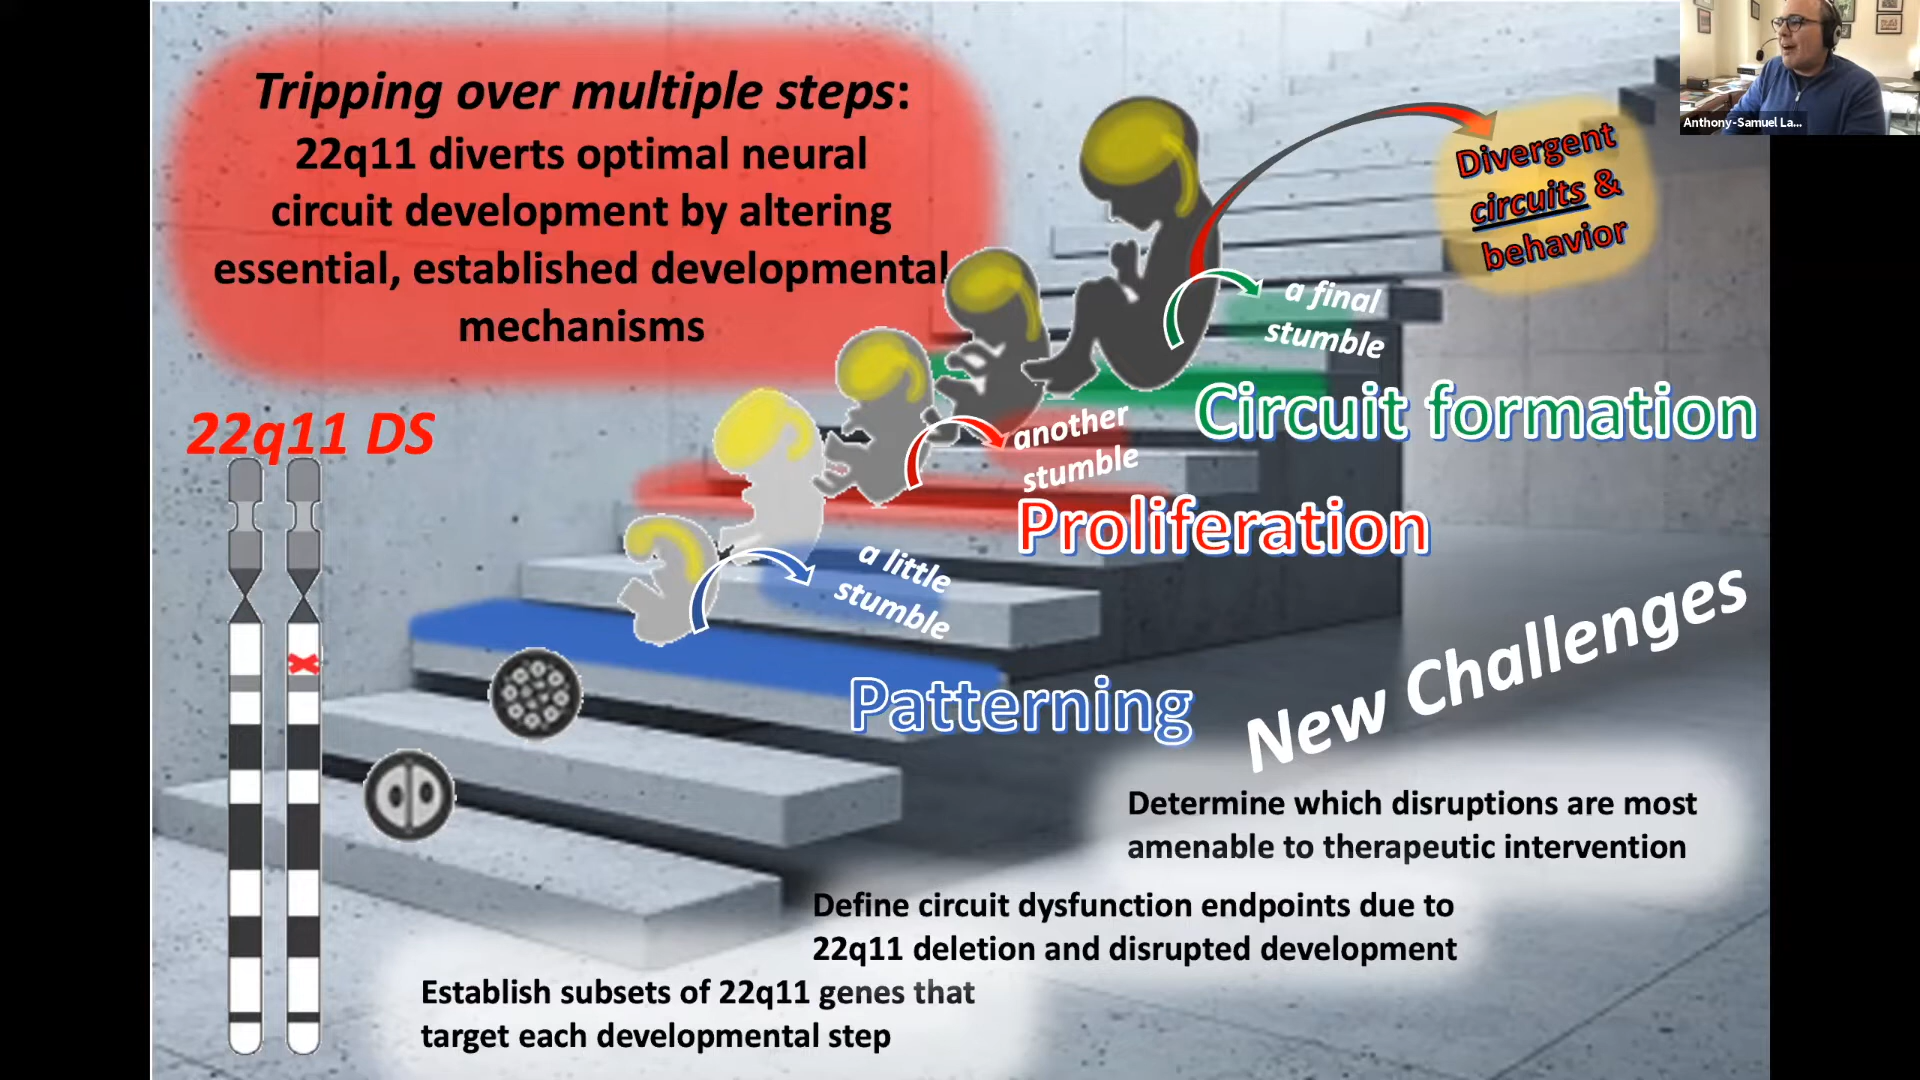 Tripping over multiple steps:
22q11 diverts optimal neural
circuit development by altering
essential, established developmental
mechanisms
Anthony-Samuel La...
Divergent
circuits &
behavior
a final
stumble
Circuit formation
22q11 DS
another
stumble
Proliferation
a little
stumble
Patterning
New Challenges
Determine which disruptions are most
amenable to therapeutic intervention
Define circuit dysfunction endpoints due to
22q11 deletion and disrupted development
Establish subsets of 22q11 genes that
target each developmental step